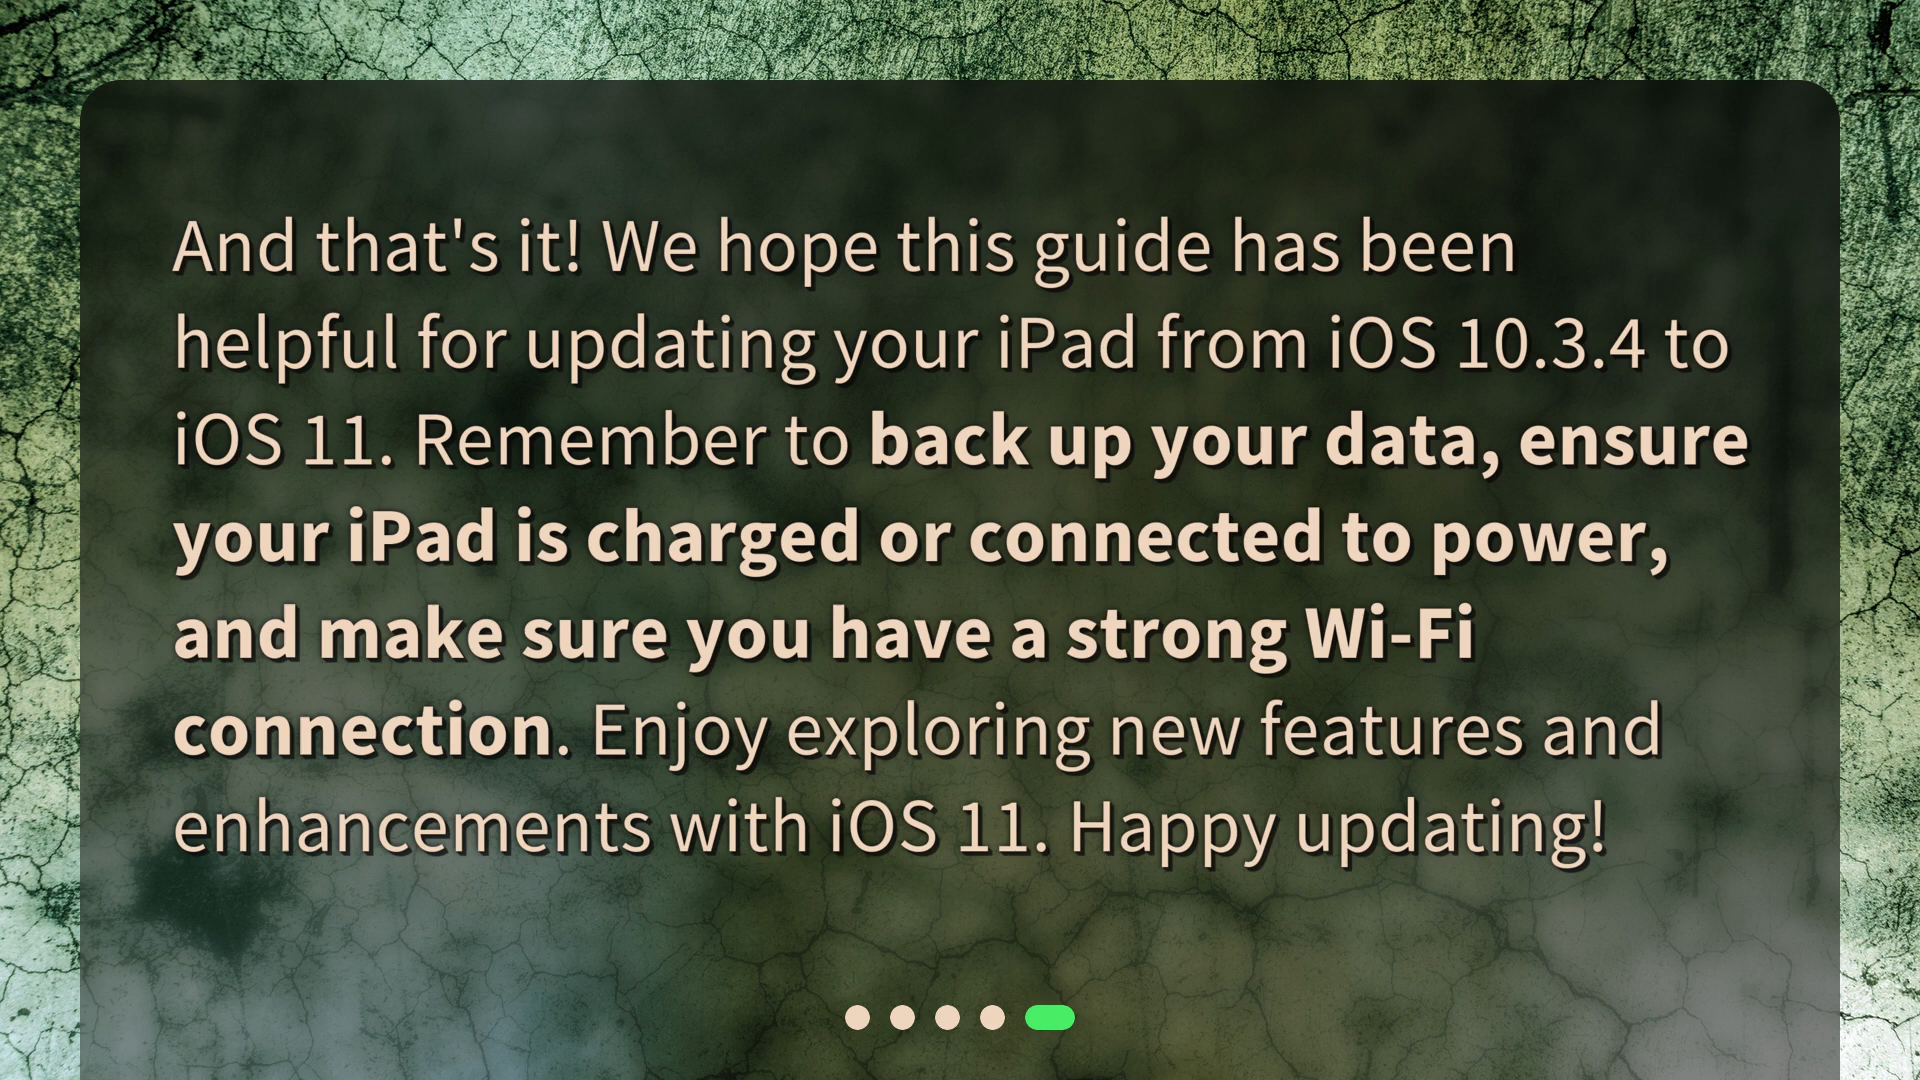 And that's it! We hope this guide has been
helpful for updating your iPad from iOS 10.3.4 to
iOS 11. Remember to back up your data, ensure
your iPad is charged or connected to power,
and make sure you have a strong Wi-Fi
connection. Enjoy exploring new features and
enhancements with iOS 11. Happy updating!